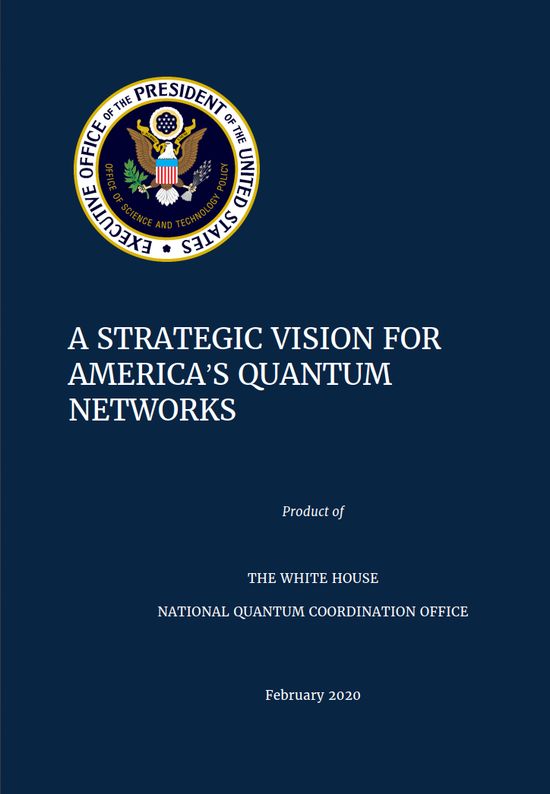 EXECUTIVE OFFICE OF THE PRESIDENT OF THE UNITED STATES
OFFICE OF SCIENCE AND TECHNOLOGY POLICY
A STRATEGIC VISION FOR
AMERICA’S QUANTUM
NETWORKS
Product of
THE WHITE HOUSE
NATIONAL QUANTUM COORDINATION OFFICE
February 2020